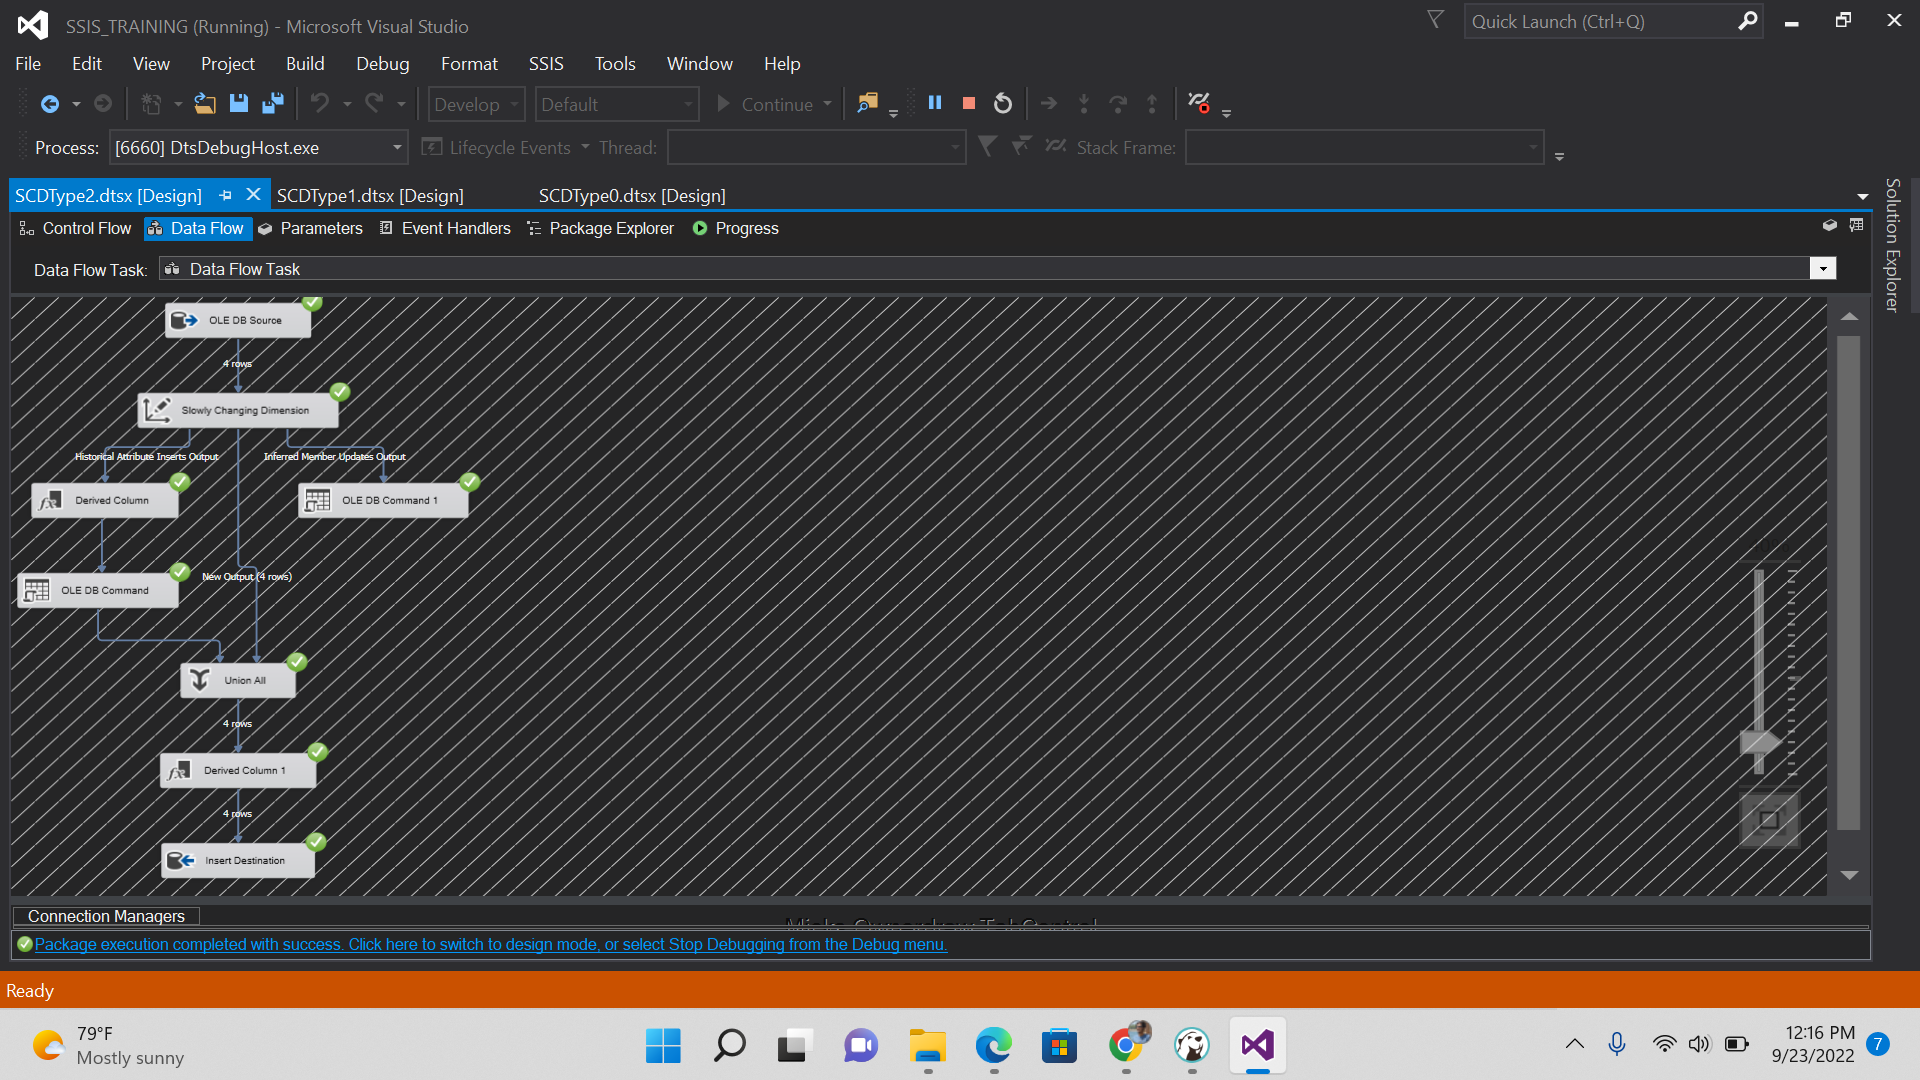 SSIS_TRAINING (Running) - Microsoft Visual Studio
Quick Launch (Ctrl+Q)
File Edit View Project Build Debug Format SSIS Tools Window Help
Develop Default Continue
Process: [6660] DtsDebugHost.exe Lifecycle Events Thread: Stack Frame:
SCDType2.dtsx [Design] SCDType1.dtsx [Design] SCDType0.dtsx [Design]
Solution Explorer
Control Flow Data Flow Parameters Event Handlers Package Explorer Progress
Data Flow Task: Data Flow Task
OLE DB Source
4 rows
Slowly Changing Dimension
Historical Attribute Inserts Output Inferred Member Updates Output
Derived Column OLE DB Command 1
New Output (4 rows)
OLE DB Command
Union All
4 rows
Derived Column 1
4 rows
Insert Destination
Connection Managers
Package execution completed with success. Click here to switch to design mode, or select Stop Debugging from the Debug menu.
Ready
79°F
Mostly sunny
12:16 PM
9/23/2022
7